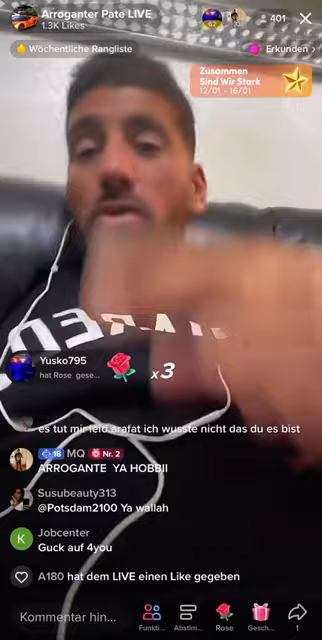 Arroganter Pate LIVE
1.3K Likes
401
Wöchentliche Rangliste
Erkunden >
Zusammen
Sind Wir Stark
12/01 - 16/01
Yusko795
hat Rose gese...
x3
es tut mir leid arafat ich wusste nicht das du es bist
18 MQ Nr. 2
ARROGANTE YA HOBBII
Susubeauty313
@Potsdam2100 Ya wallah
K Jobcenter
Guck auf 4you
A180 hat dem LIVE einen Like gegeben
Kommentar hin...
Funkti...
Abstim...
Rose
Gesch...
1